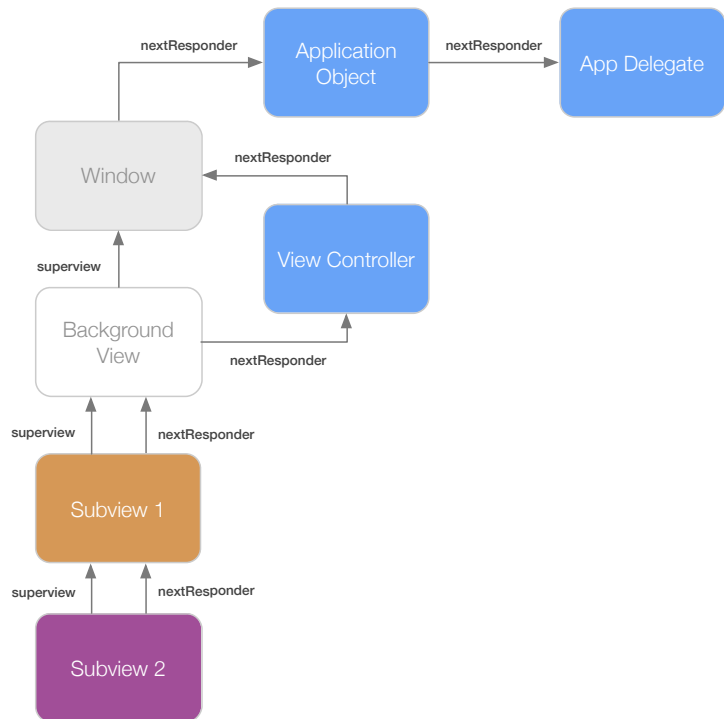 nextResponder
nextResponder
Application
Object
App Delegate
Window
nextResponder
View Controller
superview
Background
View
nextResponder
superview
nextResponder
Subview 1
superview
nextResponder
Subview 2